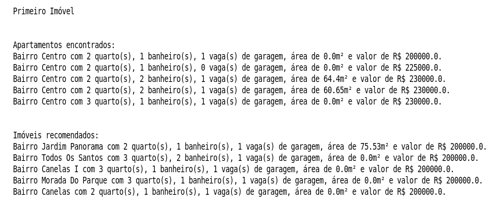 Primeiro Imóvel
Apartamentos encontrados:
Bairro Centro com 2 quarto(s), 1 banheiro(s), 1 vaga(s) de garagem, área de 0.0m² e valor de R$ 200000.0.
Bairro Centro com 2 quarto(s), 1 banheiro(s), 0 vaga(s) de garagem, área de 0.0m² e valor de R$ 225000.0.
Bairro Centro com 2 quarto(s), 2 banheiro(s), 1 vaga(s) de garagem, área de 64.4m² e valor de R$ 230000.0.
Bairro Centro com 2 quarto(s), 2 banheiro(s), 1 vaga(s) de garagem, área de 60.65m² e valor de R$ 230000.0.
Bairro Centro com 3 quarto(s), 1 banheiro(s), 1 vaga(s) de garagem, área de 0.0m² e valor de R$ 230000.0.
Imóveis recomendados:
Bairro Jardim Panorama com 2 quarto(s), 1 banheiro(s), 1 vaga(s) de garagem, área de 75.53m² e valor de R$ 200000.0.
Bairro Todos Os Santos com 3 quarto(s), 2 banheiro(s), 1 vaga(s) de garagem, área de 0.0m² e valor de R$ 200000.0.
Bairro Canelas I com 3 quarto(s), 1 banheiro(s), 1 vaga(s) de garagem, área de 0.0m² e valor de R$ 200000.0.
Bairro Morada Do Parque com 3 quarto(s), 1 banheiro(s), 1 vaga(s) de garagem, área de 0.0m² e valor de R$ 200000.0.
Bairro Canelas com 2 quarto(s), 1 banheiro(s), 1 vaga(s) de garagem, área de 0.0m² e valor de R$ 200000.0.